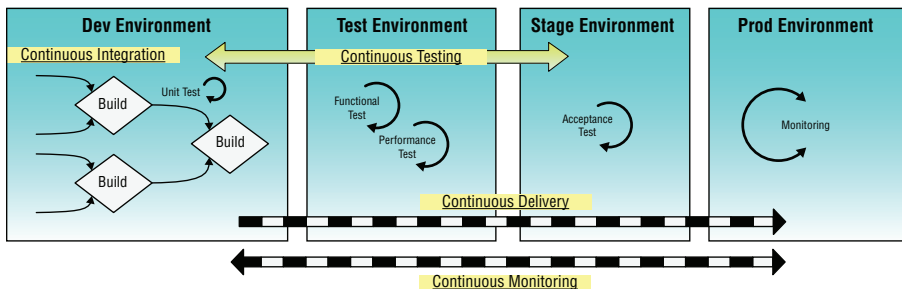 Dev Environment
Test Environment
Stage Environment
Prod Environment
Continuous Integration
Continuous Testing
Unit Test
Build
Build
Build
Functional
Test
Performance
Test
Acceptance
Test
Monitoring
Continuous Delivery
Continuous Monitoring